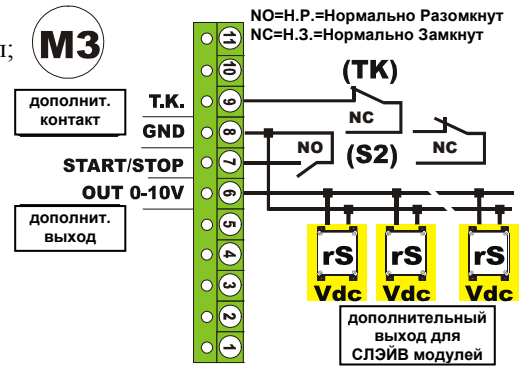 NO=Н.Р.=Нормально Разомкнут
NC=Н.З.=Нормально Замкнут
л;
M3
11
10
9
8
7
6
5
4
3
2
1
дополнит.
контакт
T.K.
GND
START/STOP
OUT 0-10V
дополнит.
выход
(TK)
NC
NO
(S2)
NC
rS
rS
rS
Vdc
Vdc
Vdc
дополнительный
выход для
СЛЭЙВ модулей